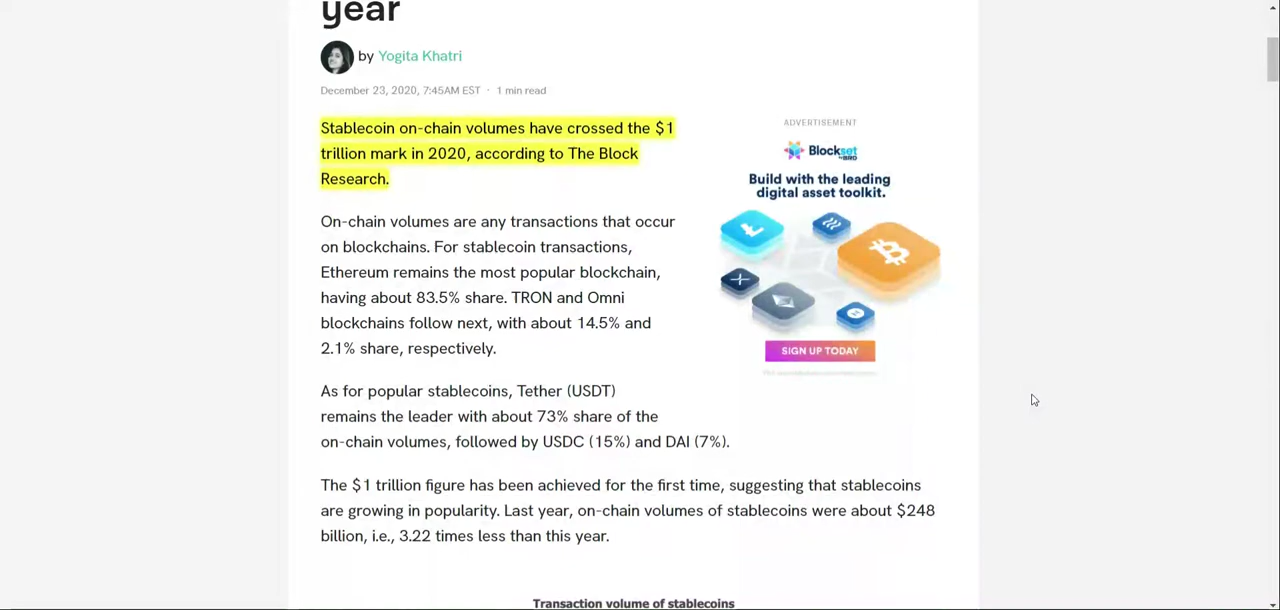 year
by Yogita Khatri
December 23, 2020, 7:45AM EST · 1 min read
Stablecoin on-chain volumes have crossed the $1
trillion mark in 2020, according to The Block
Research.
On-chain volumes are any transactions that occur
on blockchains. For stablecoin transactions,
Ethereum remains the most popular blockchain,
having about 83.5% share. TRON and Omni
blockchains follow next, with about 14.5% and
2.1% share, respectively.
As for popular stablecoins, Tether (USDT)
remains the leader with about 73% share of the
on-chain volumes, followed by USDC (15%) and DAI (7%).
The $1 trillion figure has been achieved for the first time, suggesting that stablecoins
are growing in popularity. Last year, on-chain volumes of stablecoins were about $248
billion, i.e., 3.22 times less than this year.
Transaction volume of stablecoins
ADVERTISEMENT
Blockset
by BRD
Build with the leading
digital asset toolkit.
SIGN UP TODAY